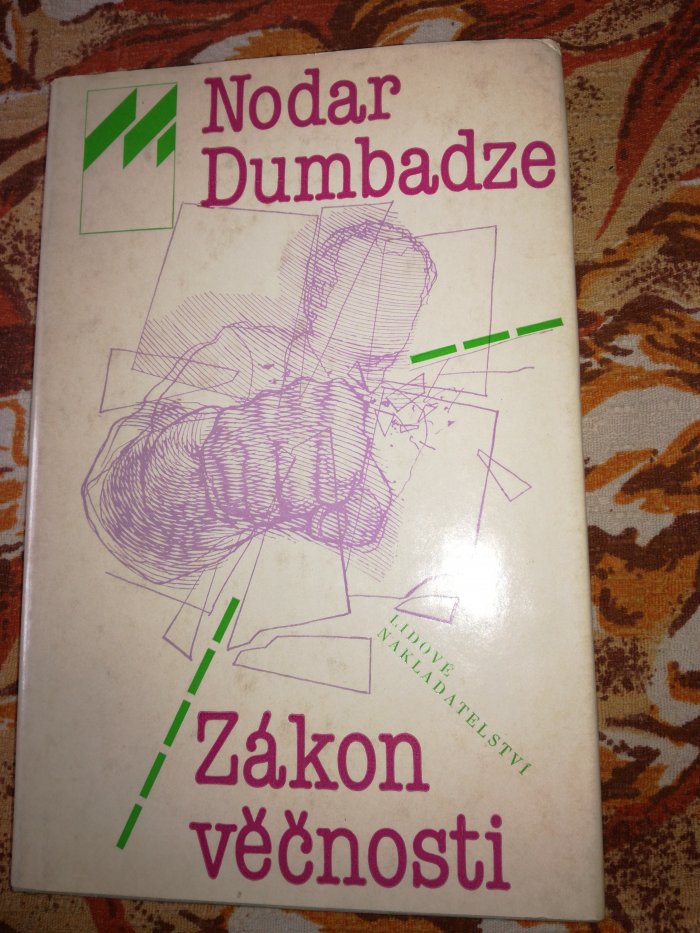 Nodar
Dumbadze
LIDOVÉ
NAKLADATELSTVÍ
Zákon
věčnosti